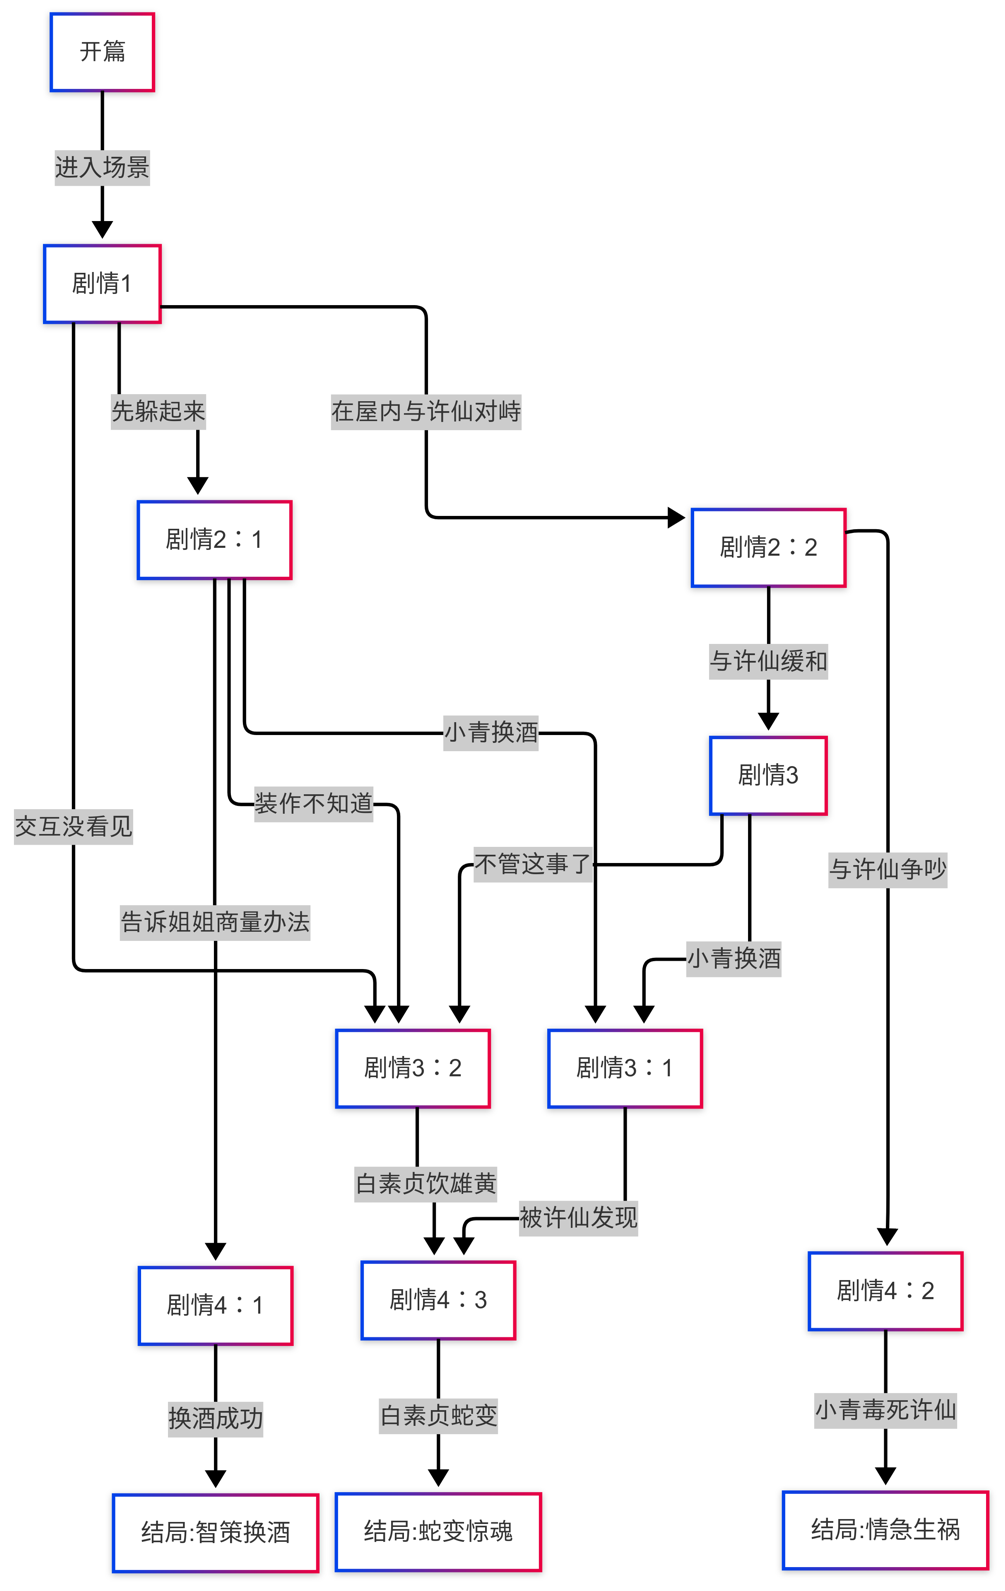 开篇
进入场景
剧情1
先躲起来
在屋内与许仙对峙
剧情2：1
剧情2：2
与许仙缓和
小青换酒
剧情3
装作不知道
交互没看见
不管这事了
与许仙争吵
告诉姐姐商量办法
小青换酒
剧情3：2
剧情3：1
白素贞饮雄黄
被许仙发现
剧情4：1
剧情4：3
剧情4：2
换酒成功
白素贞蛇变
小青毒死许仙
结局:智策换酒
结局:蛇变惊魂
结局:情急生祸